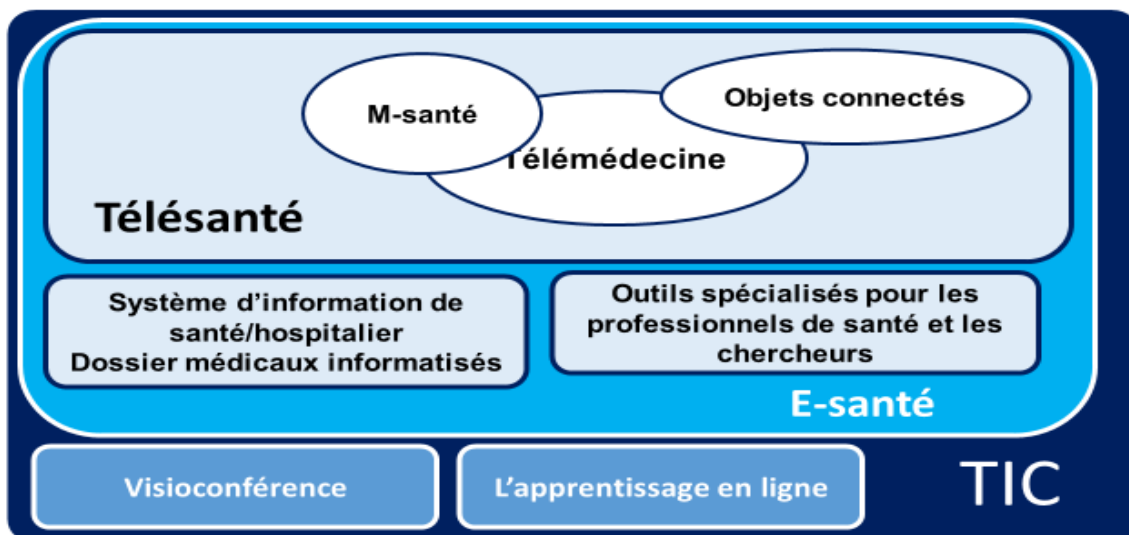 M-santé
Objets connectés
Télémédecine
Télésanté
Système d'information de
santé/hospitalier
Dossier médicaux informatisés
Outils spécialisés pour les
professionnels de santé et les
chercheurs
E-santé
Visioconférence
L'apprentissage en ligne
TIC